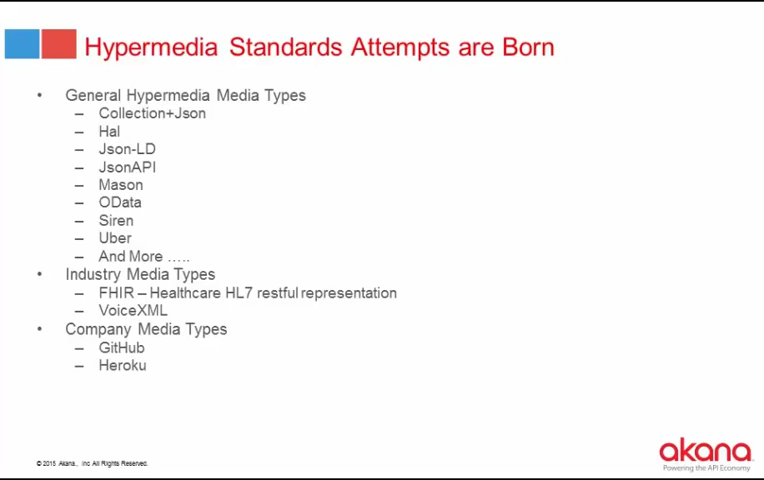 Hypermedia Standards Attempts are Born
• General Hypermedia Media Types
– Collection+Json
– Hal
– Json-LD
– JsonAPI
– Mason
– OData
– Siren
– Uber
– And More …..
• Industry Media Types
– FHIR – Healthcare HL7 restful representation
– VoiceXML
• Company Media Types
– GitHub
– Heroku
© 2015 Akana., Inc All Rights Reserved.
akana
Powering the API Economy